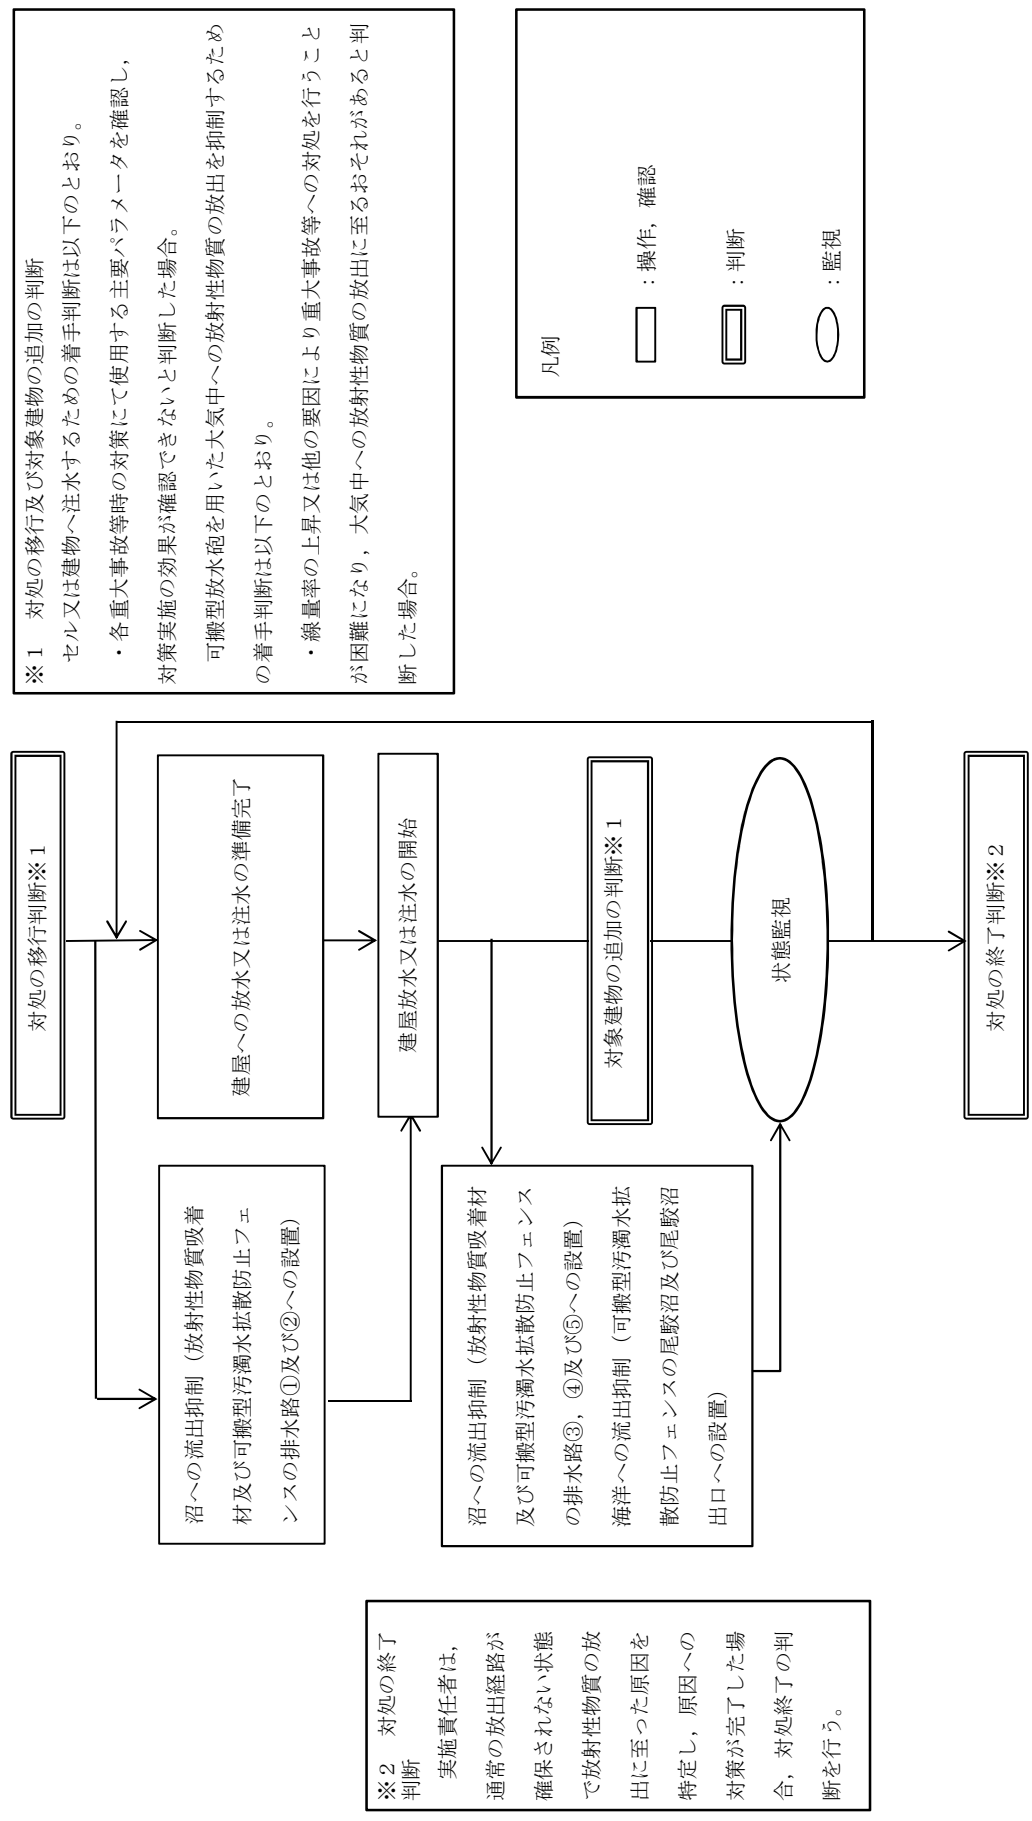 ※１　対処の移行及び対象建物の追加の判断
セル又は建物へ注水するための着手判断は以下のとおり。
・各重大事故等時の対策にて使用する主要パラメータを確認し，
対策実施の効果が確認できないと判断した場合。
可搬型放水砲を用いた大気中への放射性物質の放出を抑制するため
の着手判断は以下のとおり。
・線量率の上昇又は他の要因により重大事故等への対処を行うこと
が困難になり，大気中への放射性物質の放出に至るおそれがあると判
断した場合。
凡例
：操作，確認
：判断
：監視
対処の移行判断※１
建屋への放水又は注水の準備完了
建屋放水又は注水の開始
対象建物の追加の判断※１
状態監視
対処の終了判断※２
沼への流出抑制（放射性物質吸着
材及び可搬型汚濁水拡散防止フェ
ンスの排水路①及び②への設置）
沼への流出抑制（放射性物質吸着材
及び可搬型汚濁水拡散防止フェンス
の排水路③，④及び⑤への設置）
海洋への流出抑制（可搬型汚濁水拡
散防止フェンスの尾駮沼及び尾駮沼
出口への設置）
※２　対処の終了
判断
実施責任者は，
通常の放出経路が
確保されない状態
で放射性物質の放
出に至った原因を
特定し，原因への
対策が完了した場
合，対処終了の判
断を行う。